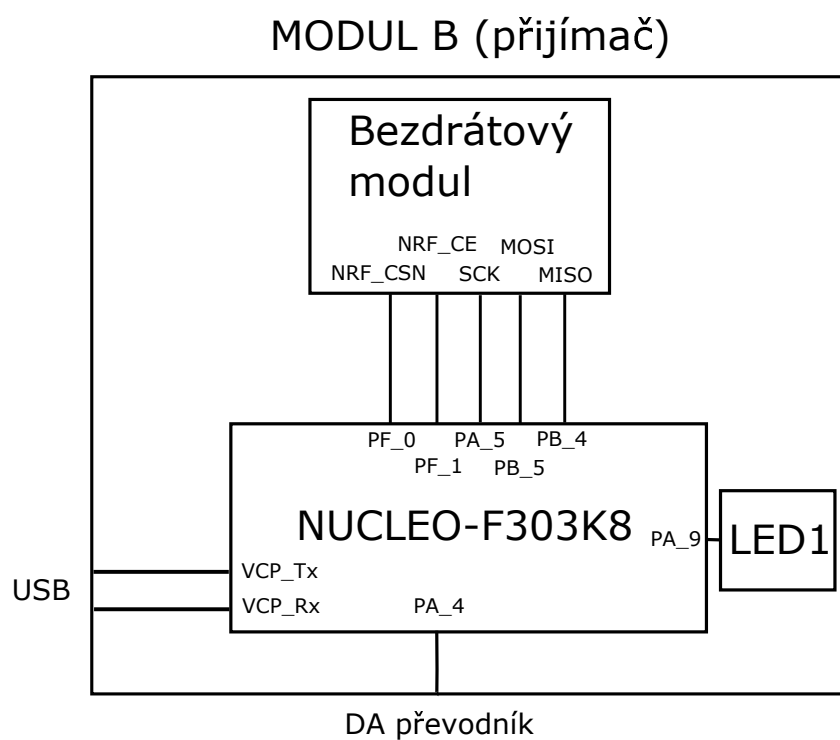 MODUL B (přijímač)
Bezdrátový
modul
NRF_CE MOSI
NRF_CSN SCK MISO
PF_0 PA_5 PB_4
PF_1 PB_5
NUCLEO-F303K8 PA_9 LED1
VCP_Tx
USB
VCP_Rx PA_4
DA převodník